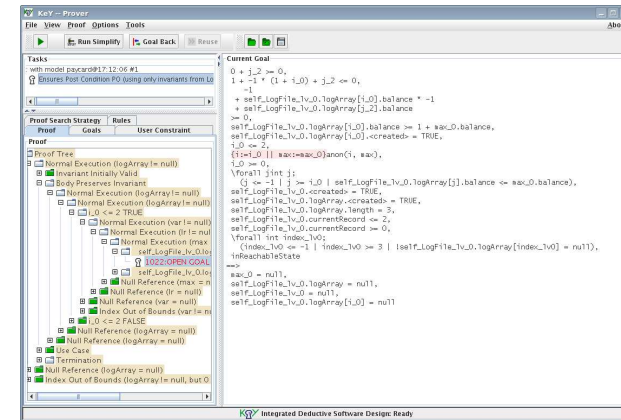 KeY -- Prover
File View Proof Options Tools
Abo
Run Simplify Goal Back Reuse
Tasks
with model paycard@17:12:06 #1
Ensures Post Condition PO (using only invariants from Lo
Proof Search Strategy Rules
Proof Goals User Constraint
Proof
Proof Tree
Normal Execution (logArray != null)
Invariant Initially Valid
Body Preserves Invariant
Normal Execution (logArray != null)
Normal Execution (logArray != null)
i_0 <= 2 TRUE
Normal Execution (var != null)
Normal Execution (lr != nul
Normal Execution (max
self_LogFile_lv_0.lo
1022:OPEN GOAL
self_LogFile_lv_0.lo
Null Reference (max = n
Null Reference (lr = null)
Null Reference (var = null)
Index Out of Bounds (var != n
i_0 <= 2 FALSE
Null Reference (logArray = null)
Null Reference (logArray = null)
Use Case
Termination
Null Reference (logArray = null)
Index Out of Bounds (logArray != null, but 0
Current Goal
0 + j_2 >= 0,
1 + -1 * (1 + i_0) + j_2 <= 0,
-1
+ self_LogFile_lv_0.logArray[i_0].balance * -1
+ self_LogFile_lv_0.logArray[j_2].balance
>= 0,
self_LogFile_lv_0.logArray[i_0].balance >= 1 + max_0.balance,
self_LogFile_lv_0.logArray[i_0].<created> = TRUE,
i_0 <= 2,
{i:=i_0 || max:=max_0}anon(i, max),
i_0 >= 0,
\forall jint j;
(j <= -1 | j >= i_0 | self_LogFile_lv_0.logArray[j].balance <= max_0.balance),
self_LogFile_lv_0.<created> = TRUE,
self_LogFile_lv_0.logArray.<created> = TRUE,
self_LogFile_lv_0.logArray.length = 3,
self_LogFile_lv_0.currentRecord <= 2,
self_LogFile_lv_0.currentRecord >= 0,
\forall int index_lv0;
(index_lv0 <= -1 | index_lv0 >= 3 | !self_LogFile_lv_0.logArray[index_lv0] = null),
inReachableState
==>
max_0 = null,
self_LogFile_lv_0.logArray = null,
self_LogFile_lv_0 = null,
self_LogFile_lv_0.logArray[i_0] = null
KeY Integrated Deductive Software Design: Ready